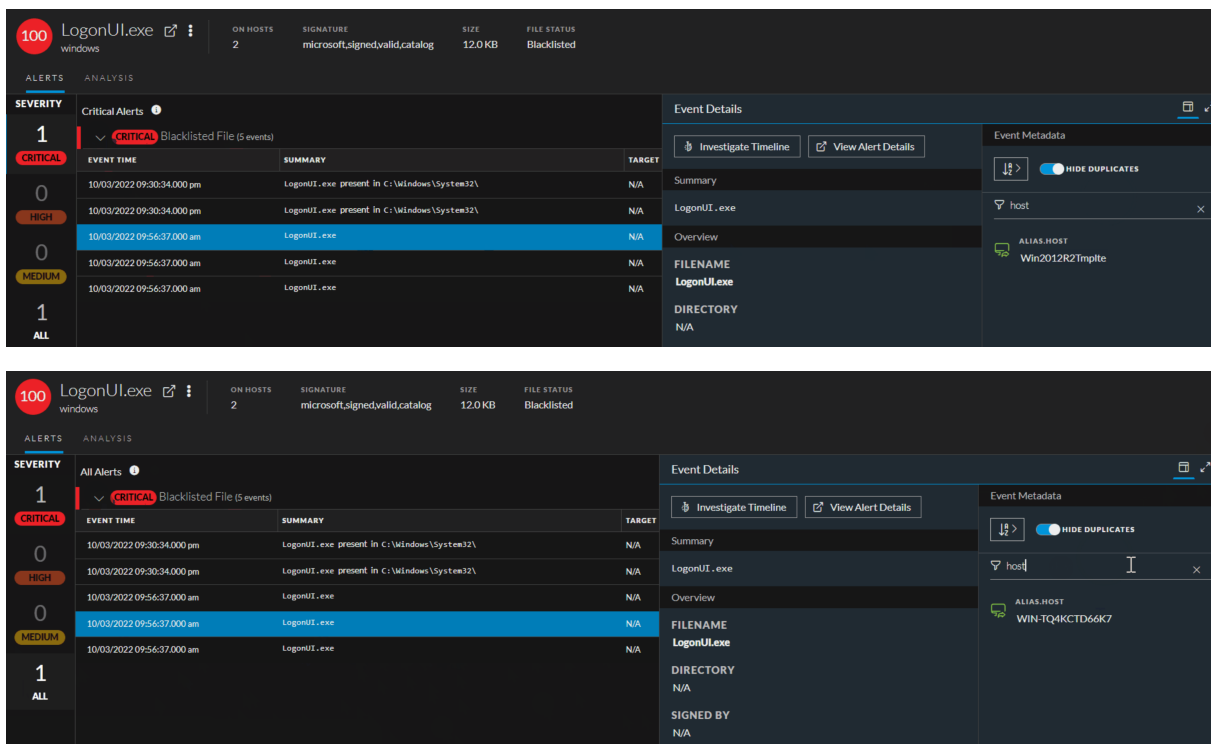 100 LogonUI.exe ON HOSTS SIGNATURE SIZE FILE STATUS
windows 2 microsoft,signed,valid,catalog 12.0 KB Blacklisted
ALERTS ANALYSIS
SEVERITY
1
CRITICAL
0
HIGH
0
MEDIUM
1
ALL
Critical Alerts
CRITICAL Blacklisted File (5 events)
EVENT TIME SUMMARY TARGET
10/03/2022 09:30:34.000 pm LogonUI.exe present in C:\Windows\System32\ N/A
10/03/2022 09:30:34.000 pm LogonUI.exe present in C:\Windows\System32\ N/A
10/03/2022 09:56:37.000 am LogonUI.exe N/A
10/03/2022 09:56:37.000 am LogonUI.exe N/A
10/03/2022 09:56:37.000 am LogonUI.exe N/A
Event Details
Investigate Timeline View Alert Details
Summary
LogonUI.exe
Overview
FILENAME
LogonUI.exe
DIRECTORY
N/A
Event Metadata
HIDE DUPLICATES
host
ALIAS.HOST
Win2012R2Tmplte
100 LogonUI.exe ON HOSTS SIGNATURE SIZE FILE STATUS
windows 2 microsoft,signed,valid,catalog 12.0 KB Blacklisted
ALERTS ANALYSIS
SEVERITY
1
CRITICAL
0
HIGH
0
MEDIUM
1
ALL
All Alerts
CRITICAL Blacklisted File (5 events)
EVENT TIME SUMMARY TARGET
10/03/2022 09:30:34.000 pm LogonUI.exe present in C:\Windows\System32\ N/A
10/03/2022 09:30:34.000 pm LogonUI.exe present in C:\Windows\System32\ N/A
10/03/2022 09:56:37.000 am LogonUI.exe N/A
10/03/2022 09:56:37.000 am LogonUI.exe N/A
10/03/2022 09:56:37.000 am LogonUI.exe N/A
Event Details
Investigate Timeline View Alert Details
Summary
LogonUI.exe
Overview
FILENAME
LogonUI.exe
DIRECTORY
N/A
SIGNED BY
N/A
Event Metadata
HIDE DUPLICATES
host
ALIAS.HOST
WIN-TQ4KCTD66K7